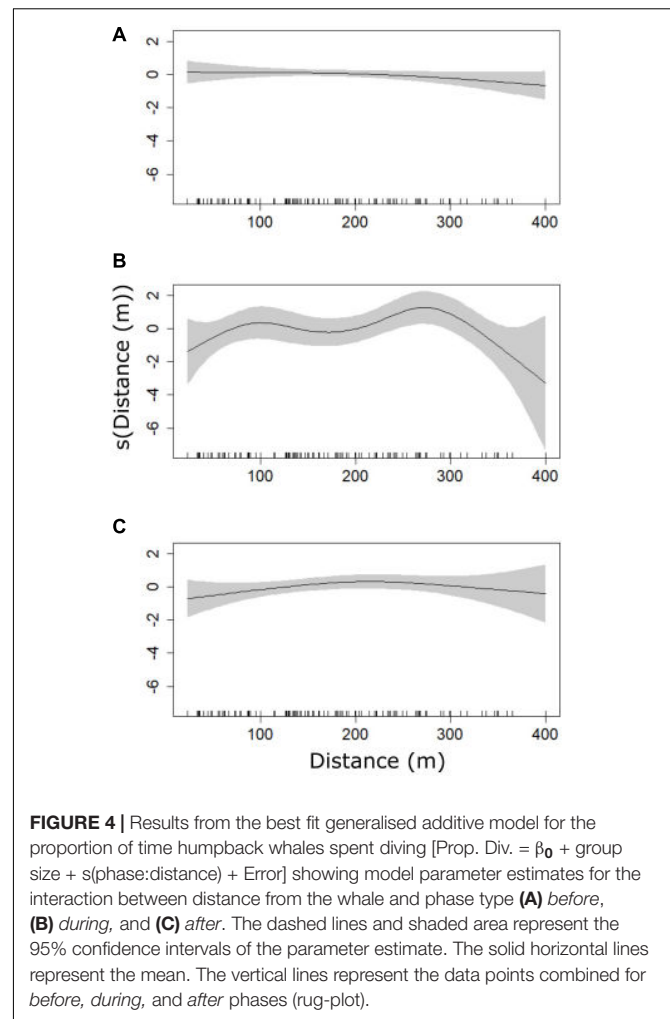 A
2
0
-2
-4
-6
100 200 300 400
B
s(Distance (m))
2
0
-2
-4
-6
100 200 300 400
C
2
0
-2
-4
-6
100 200 300 400
Distance (m)
FIGURE 4 | Results from the best fit generalised additive model for the
proportion of time humpback whales spent diving [Prop. Div. = β0 + group
size + s(phase:distance) + Error] showing model parameter estimates for the
interaction between distance from the whale and phase type (A) before,
(B) during, and (C) after. The dashed lines and shaded area represent the
95% confidence intervals of the parameter estimate. The solid horizontal lines
represent the mean. The vertical lines represent the data points combined for
before, during, and after phases (rug-plot).